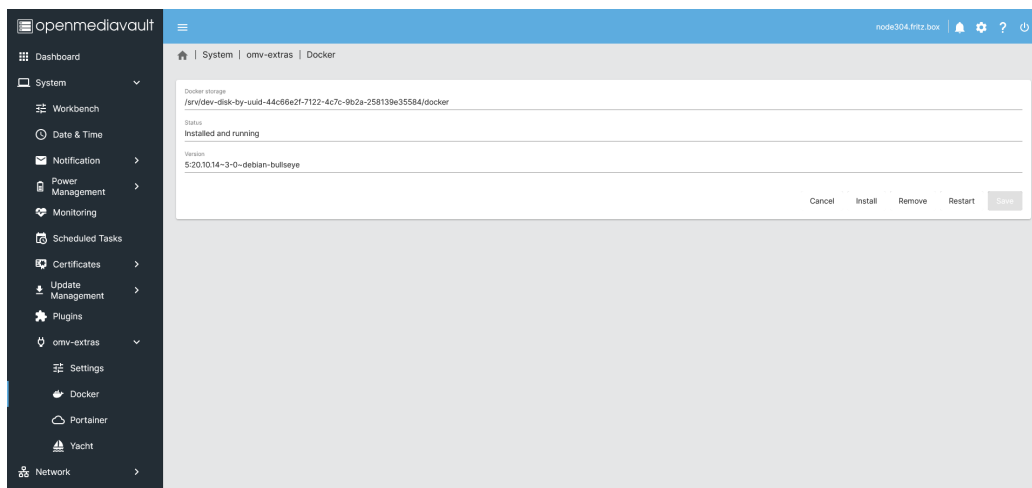 openmediavault
node304.fritz.box
Dashboard
System | omv-extras | Docker
System
Workbench
Date & Time
Notification
Power
Management
Monitoring
Scheduled Tasks
Certificates
Update
Management
Plugins
omv-extras
Settings
Docker
Portainer
Yacht
Network
Docker storage
/srv/dev-disk-by-uuid-44c66e2f-7122-4c7c-9b2a-258139e35584/docker
Status
Installed and running
Version
5:20.10.14~3-0~debian-bullseye
Cancel Install Remove Restart Save